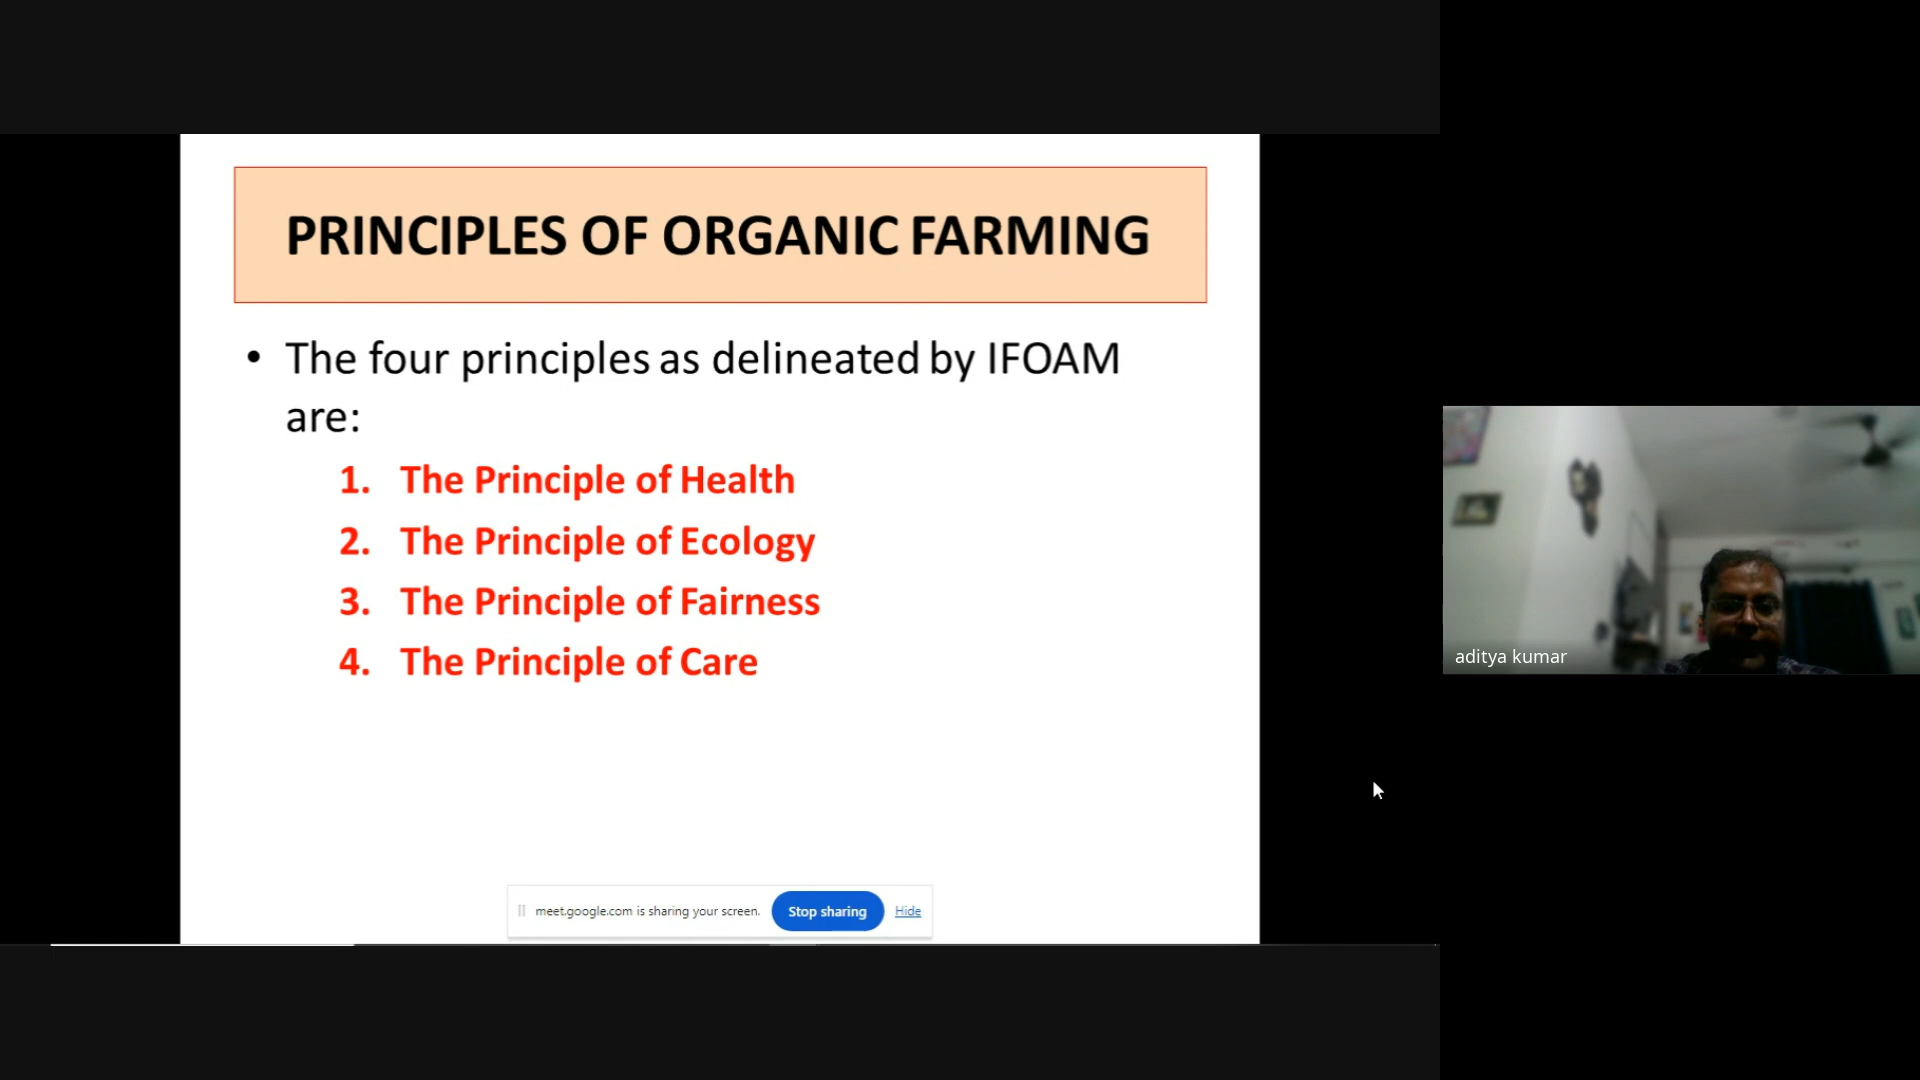 PRINCIPLES OF ORGANIC FARMING
• The four principles as delineated by IFOAM
are:
1. The Principle of Health
2. The Principle of Ecology
3. The Principle of Fairness
4. The Principle of Care
meet.google.com is sharing your screen. Stop sharing Hide
aditya kumar